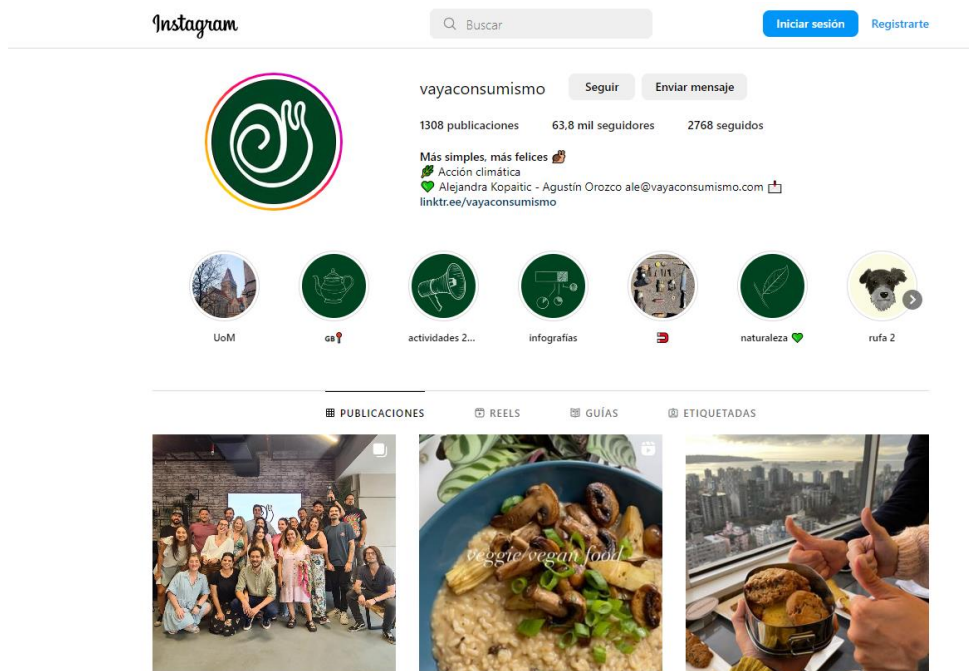 Instagram
Buscar
Iniciar sesión
Registrarte
vayaconsumismo
Seguir
Enviar mensaje
1308 publicaciones 63,8 mil seguidores 2768 seguidos
Más simples, más felices
Acción climática
Alejandra Kopaitic - Agustín Orozco ale@vayaconsumismo.com
linktr.ee/vayaconsumismo
UoM
GB
actividades 2...
infografías
naturaleza
rufa 2
PUBLICACIONES
REELS
GUÍAS
ETIQUETADAS
veggie vegan food